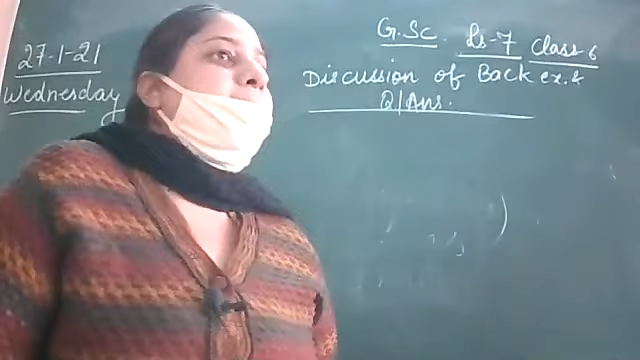 27-1-21
Wednesday
G.Sc. Ls-7 Class-6
Discussion of Back ex. &
Q/Ans.